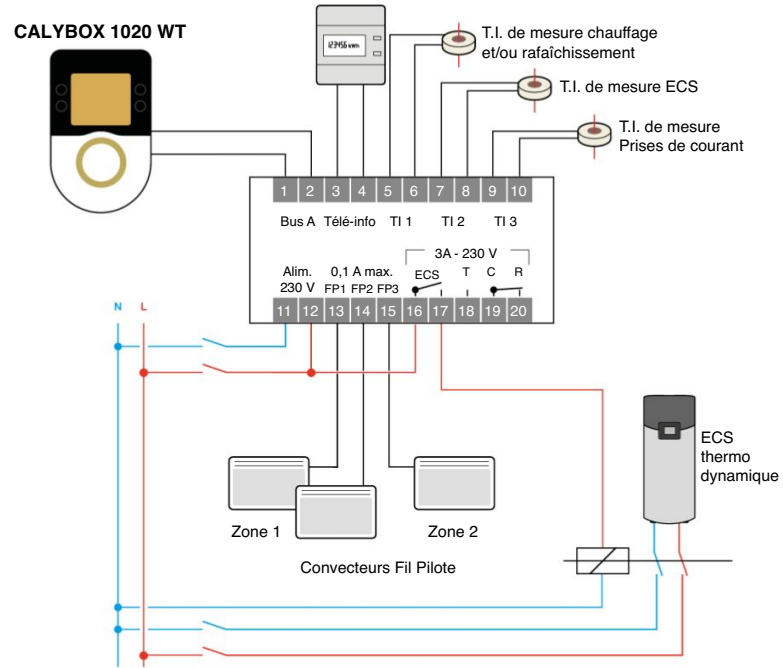 CALYBOX 1020 WT
123456 kWh
T.I. de mesure chauffage
et/ou rafaîchissement
T.I. de mesure ECS
T.I. de mesure
Prises de courant
1 2 3 4 5 6 7 8 9 10
Bus A Télé-info TI 1 TI 2 TI 3
3A - 230 V
Alim. 0,1 A max. ECS T C R
230 V FP1 FP2 FP3
11 12 13 14 15 16 17 18 19 20
N L
ECS
thermo
dynamique
Zone 1 Zone 2
Convecteurs Fil Pilote
N L